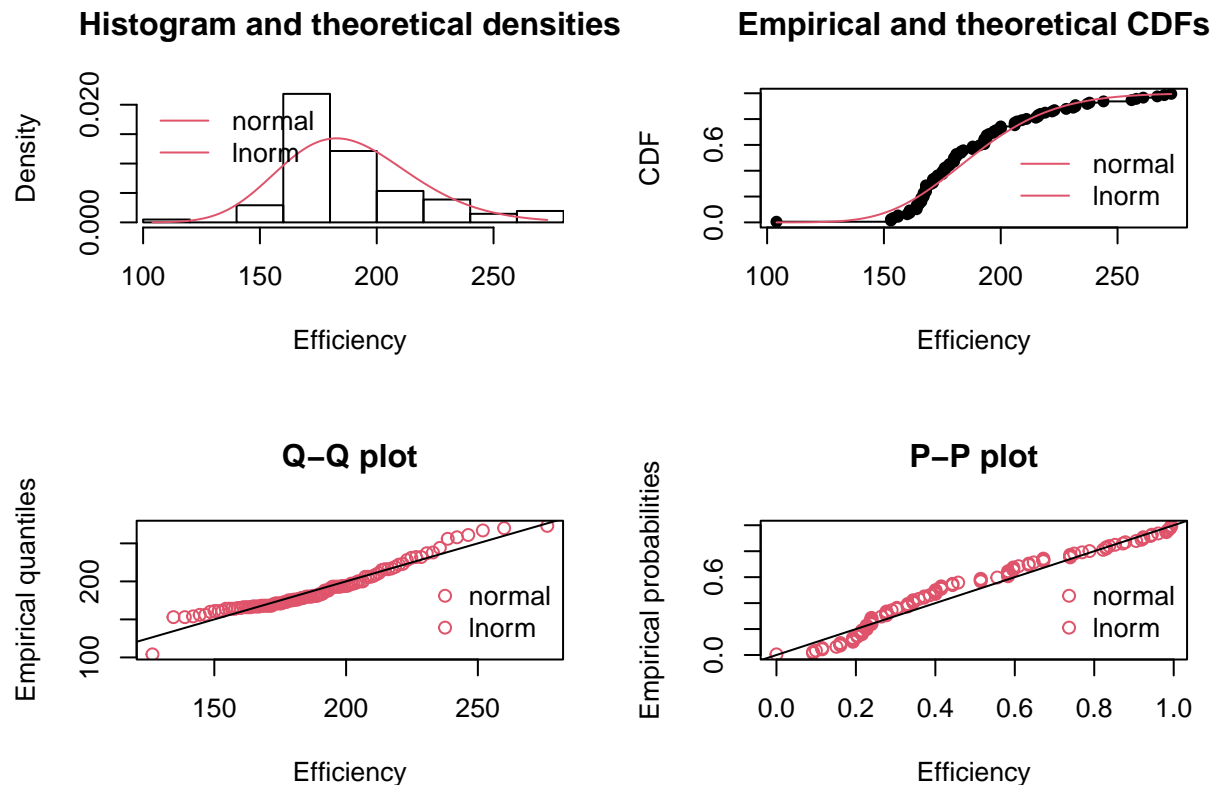 Histogram and theoretical densities
Density
0.000
0.020
normal
lnorm
100
150
200
250
Efficiency
Empirical and theoretical CDFs
CDF
0.0
0.6
normal
lnorm
100
150
200
250
Efficiency
Q−Q plot
Empirical quantiles
100
200
normal
lnorm
150
200
250
Efficiency
P−P plot
Empirical probabilities
0.0
0.6
normal
lnorm
0.0
0.2
0.4
0.6
0.8
1.0
Efficiency